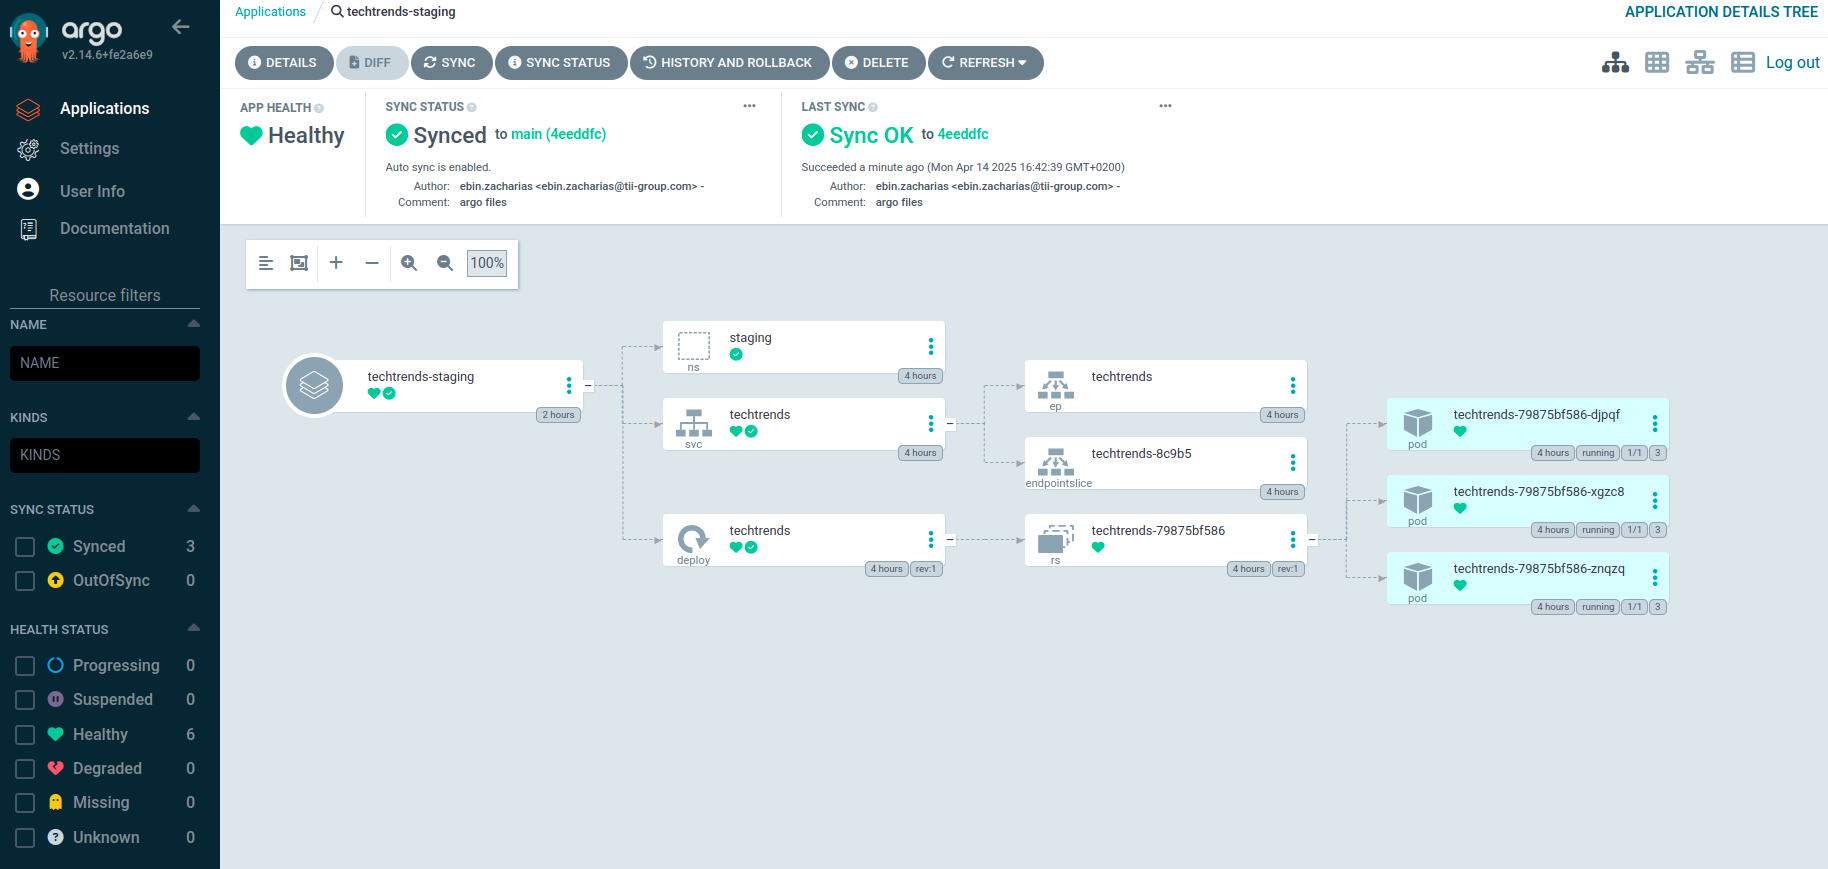 argo
v2.14.6+fe2a6e9
Applications
Settings
User Info
Documentation
Resource filters
NAME
NAME
KINDS
KINDS
SYNC STATUS
Synced 3
OutOfSync 0
HEALTH STATUS
Progressing 0
Suspended 0
Healthy 6
Degraded 0
Missing 0
Unknown 0
Applications / techtrends-staging
APPLICATION DETAILS TREE
DETAILS DIFF SYNC SYNC STATUS HISTORY AND ROLLBACK DELETE REFRESH
Log out
APP HEALTH
Healthy
SYNC STATUS
Synced to main (4eeddfc)
Auto sync is enabled.
Author: ebin.zacharias <ebin.zacharias@tii-group.com> -
Comment: argo files
LAST SYNC
Sync OK to 4eeddfc
Succeeded a minute ago (Mon Apr 14 2025 16:42:39 GMT+0200)
Author: ebin.zacharias <ebin.zacharias@tii-group.com> -
Comment: argo files
100%
techtrends-staging
2 hours
staging
ns
4 hours
techtrends
svc
4 hours
techtrends
deploy
4 hours rev:1
techtrends
ep
4 hours
techtrends-8c9b5
endpointslice
4 hours
techtrends-79875bf586
rs
4 hours rev:1
techtrends-79875bf586-djpqf
pod
4 hours running 1/1 3
techtrends-79875bf586-xgzc8
pod
4 hours running 1/1 3
techtrends-79875bf586-znqzq
pod
4 hours running 1/1 3